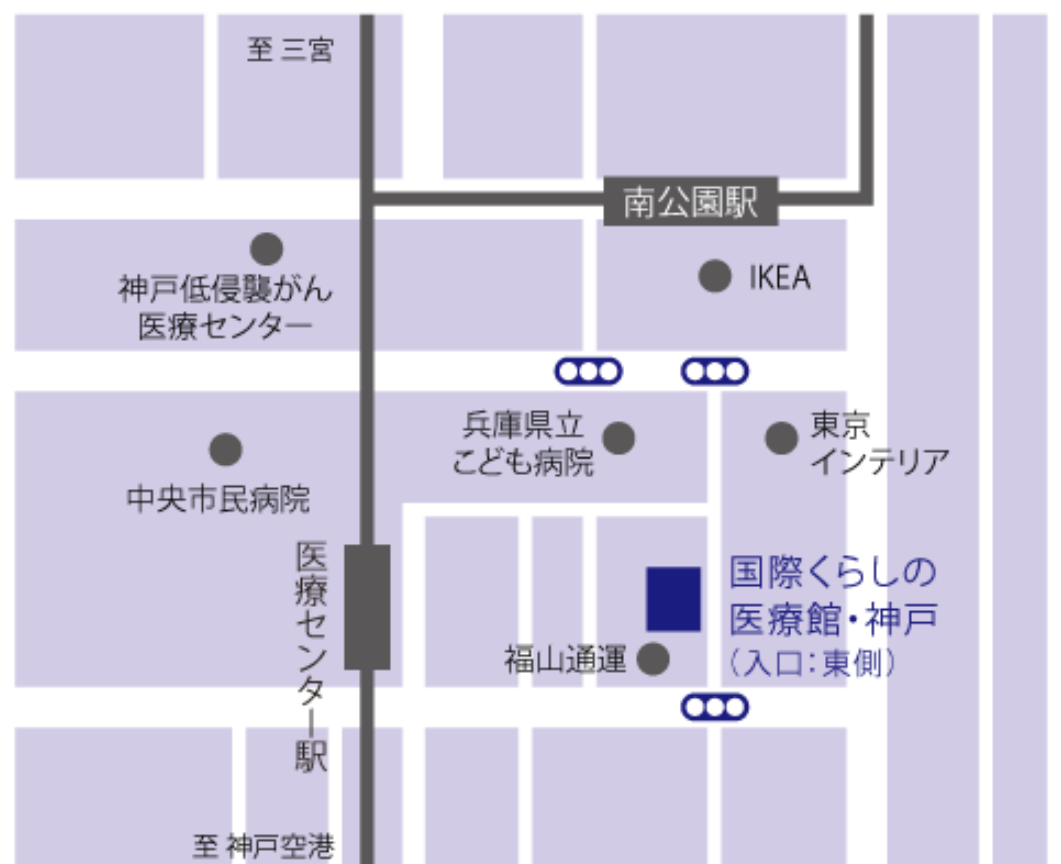 至 三宮
南公園駅
神戸低侵襲がん
医療センター
IKEA
兵庫県立
こども病院
東京
インテリア
中央市民病院
医療センター駅
国際くらしの
医療館・神戸
（入口：東側）
福山通運
至 神戸空港